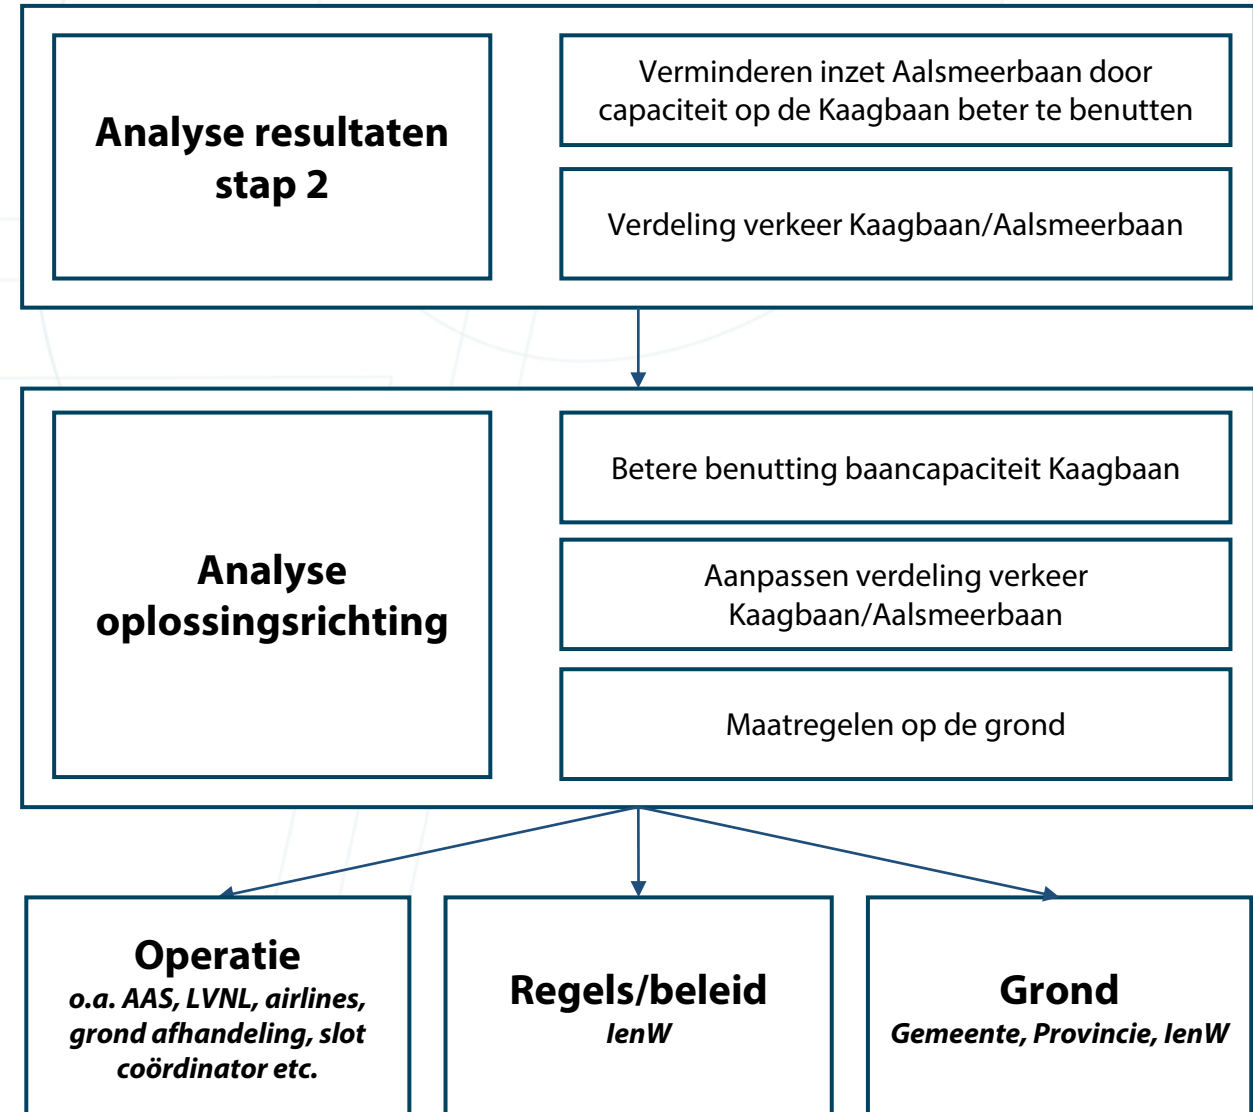 Analyse resultaten
stap 2
Verminderen inzet Aalsmeerbaan door
capaciteit op de Kaagbaan beter te benutten
Verdeling verkeer Kaagbaan/Aalsmeerbaan
Analyse
oplossingsrichting
Betere benutting baancapaciteit Kaagbaan
Aanpassen verdeling verkeer
Kaagbaan/Aalsmeerbaan
Maatregelen op de grond
Operatie
o.a. AAS, LVNL, airlines,
grond afhandeling, slot
coördinator etc.
Regels/beleid
IenW
Grond
Gemeente, Provincie, IenW